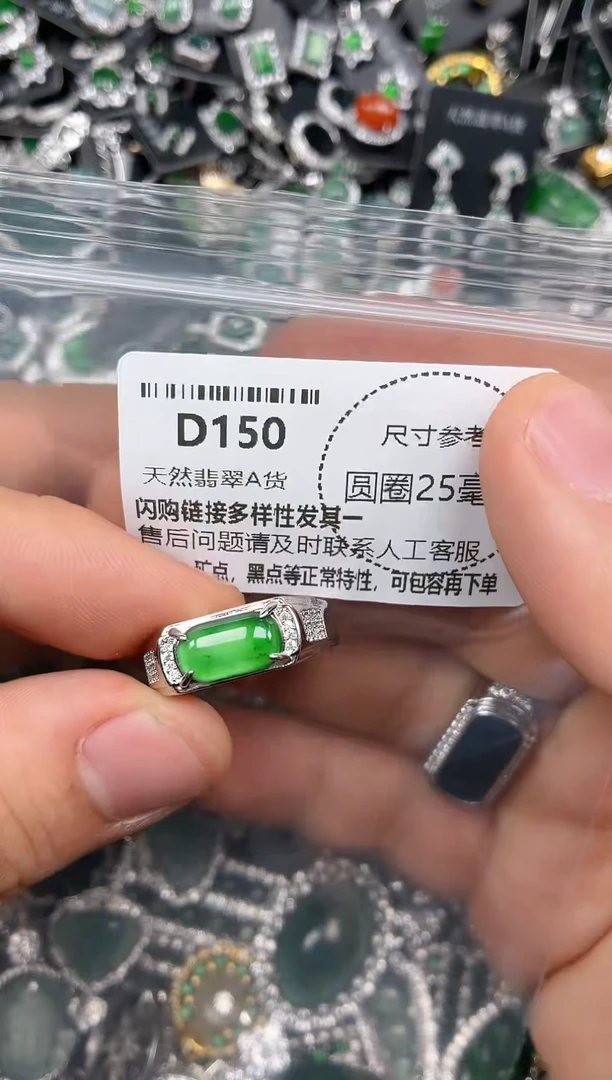 D150
尺寸参考
天然翡翠A货
圆圈25毫
闪购链接多样性发其一
售后问题请及时联系人工客服
矿点，黑点等正常特性，可包容再下单